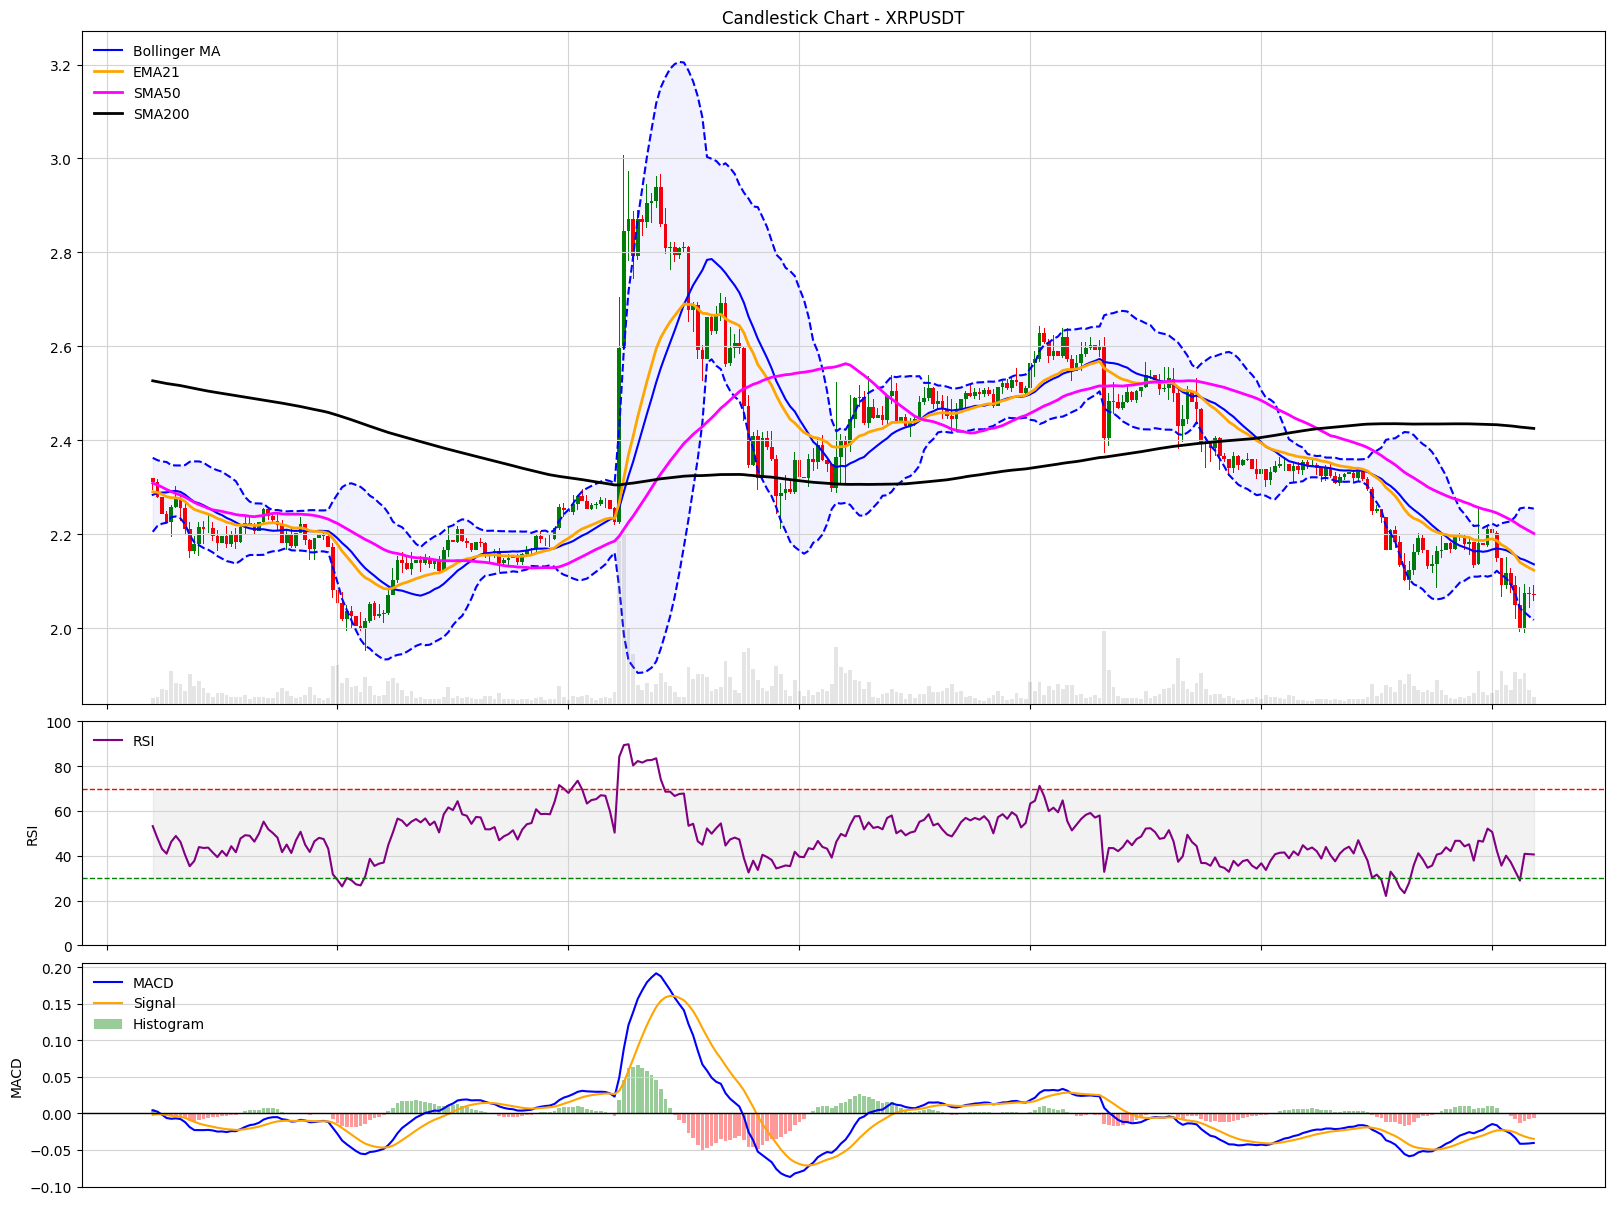 Candlestick Chart - XRPUSDT
Bollinger MA
EMA21
SMA50
SMA200
3.2
3.0
2.8
2.6
2.4
2.2
2.0
RSI
RSI
100
80
60
40
20
0
MACD
Signal
Histogram
MACD
0.20
0.15
0.10
0.05
0.00
−0.05
−0.10